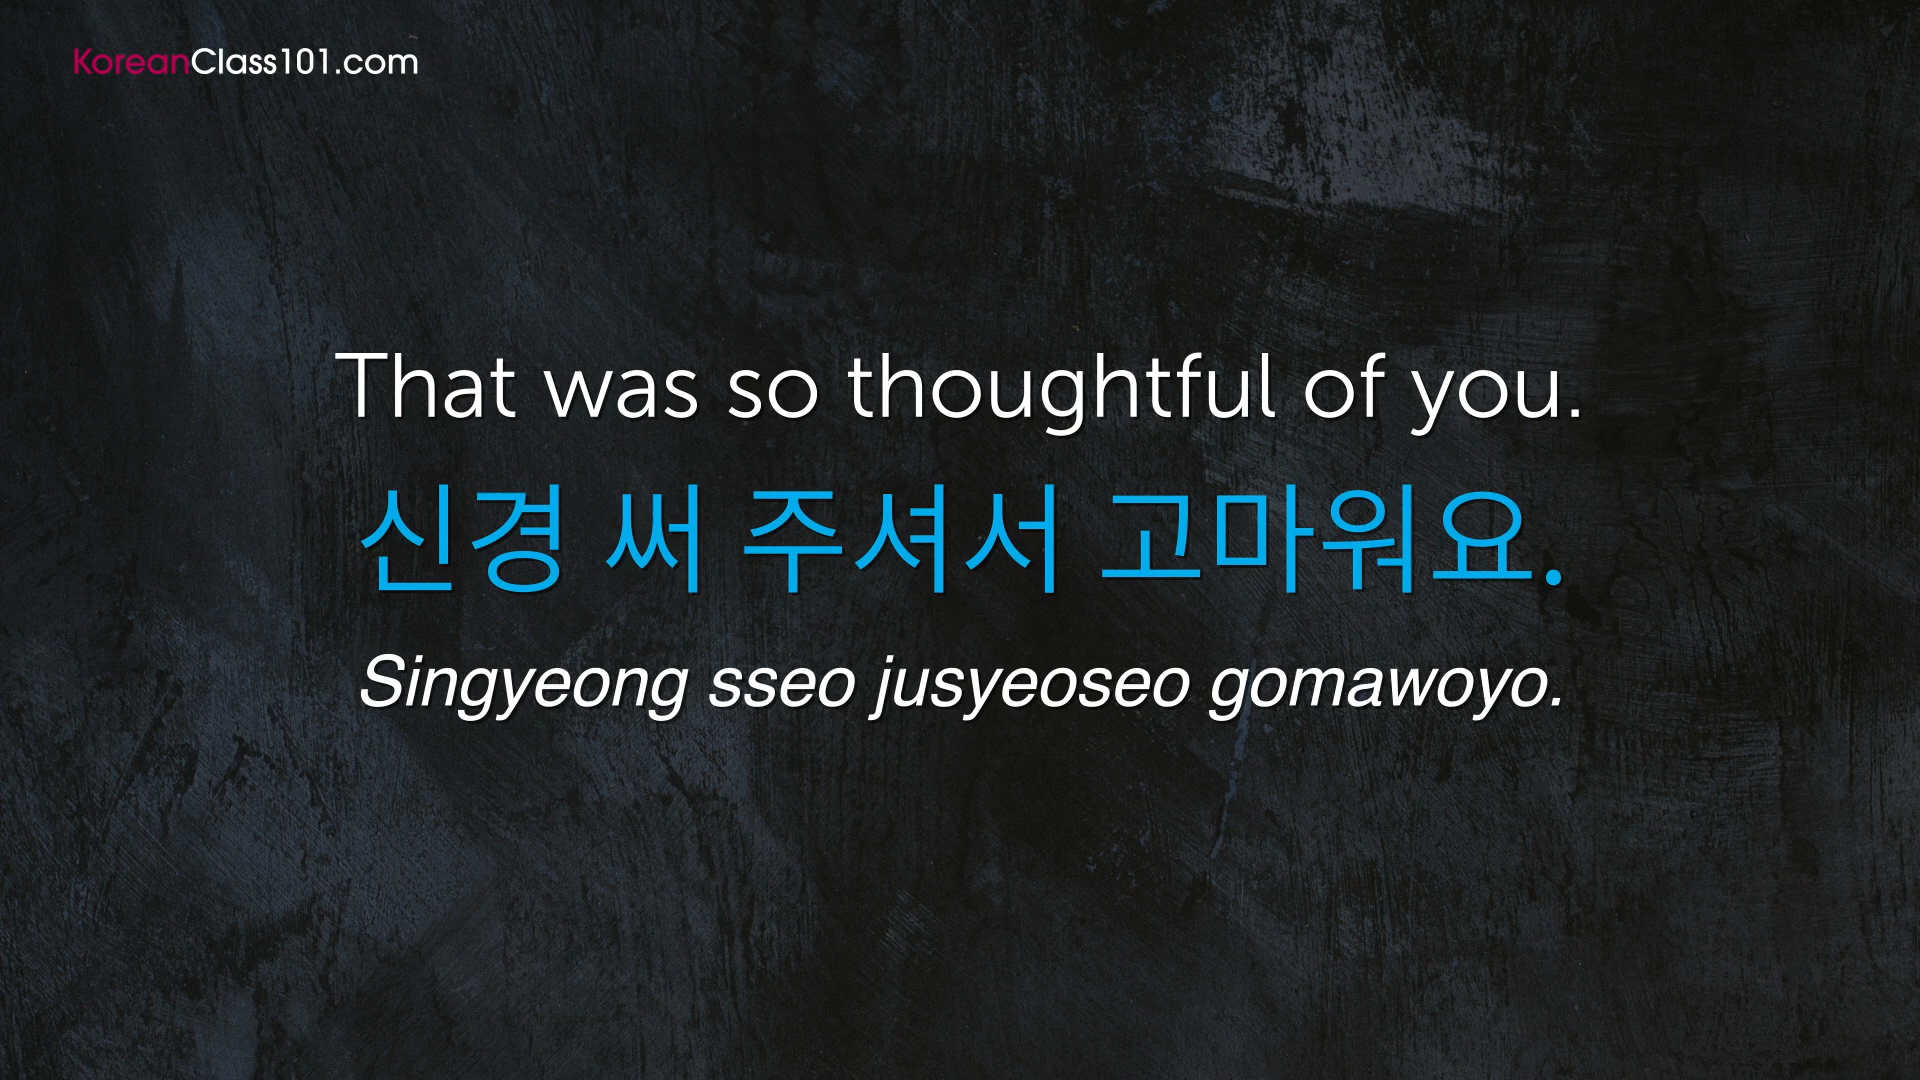 KoreanClass101.com
That was so thoughtful of you.
신경 써 주셔서 고마워요.
Singyeong sseo jusyeoseo gomawoyo.